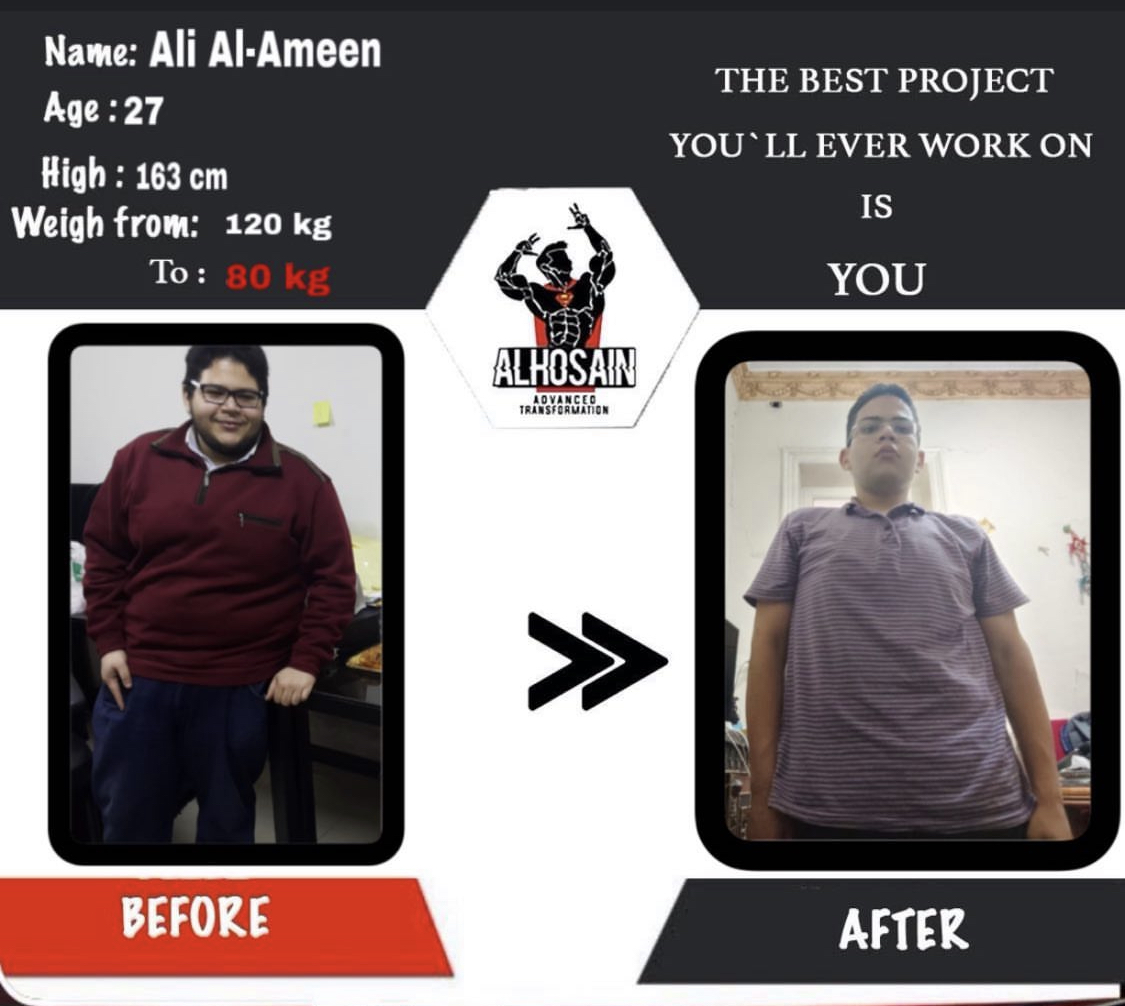 Name: Ali Al-Ameen
Age : 27
High : 163 cm
Weigh from: 120 kg
To : 80 kg
THE BEST PROJECT
YOU`LL EVER WORK ON
IS
YOU
ALHOSAIN
ADVANCED
TRANSFORMATION
BEFORE
AFTER